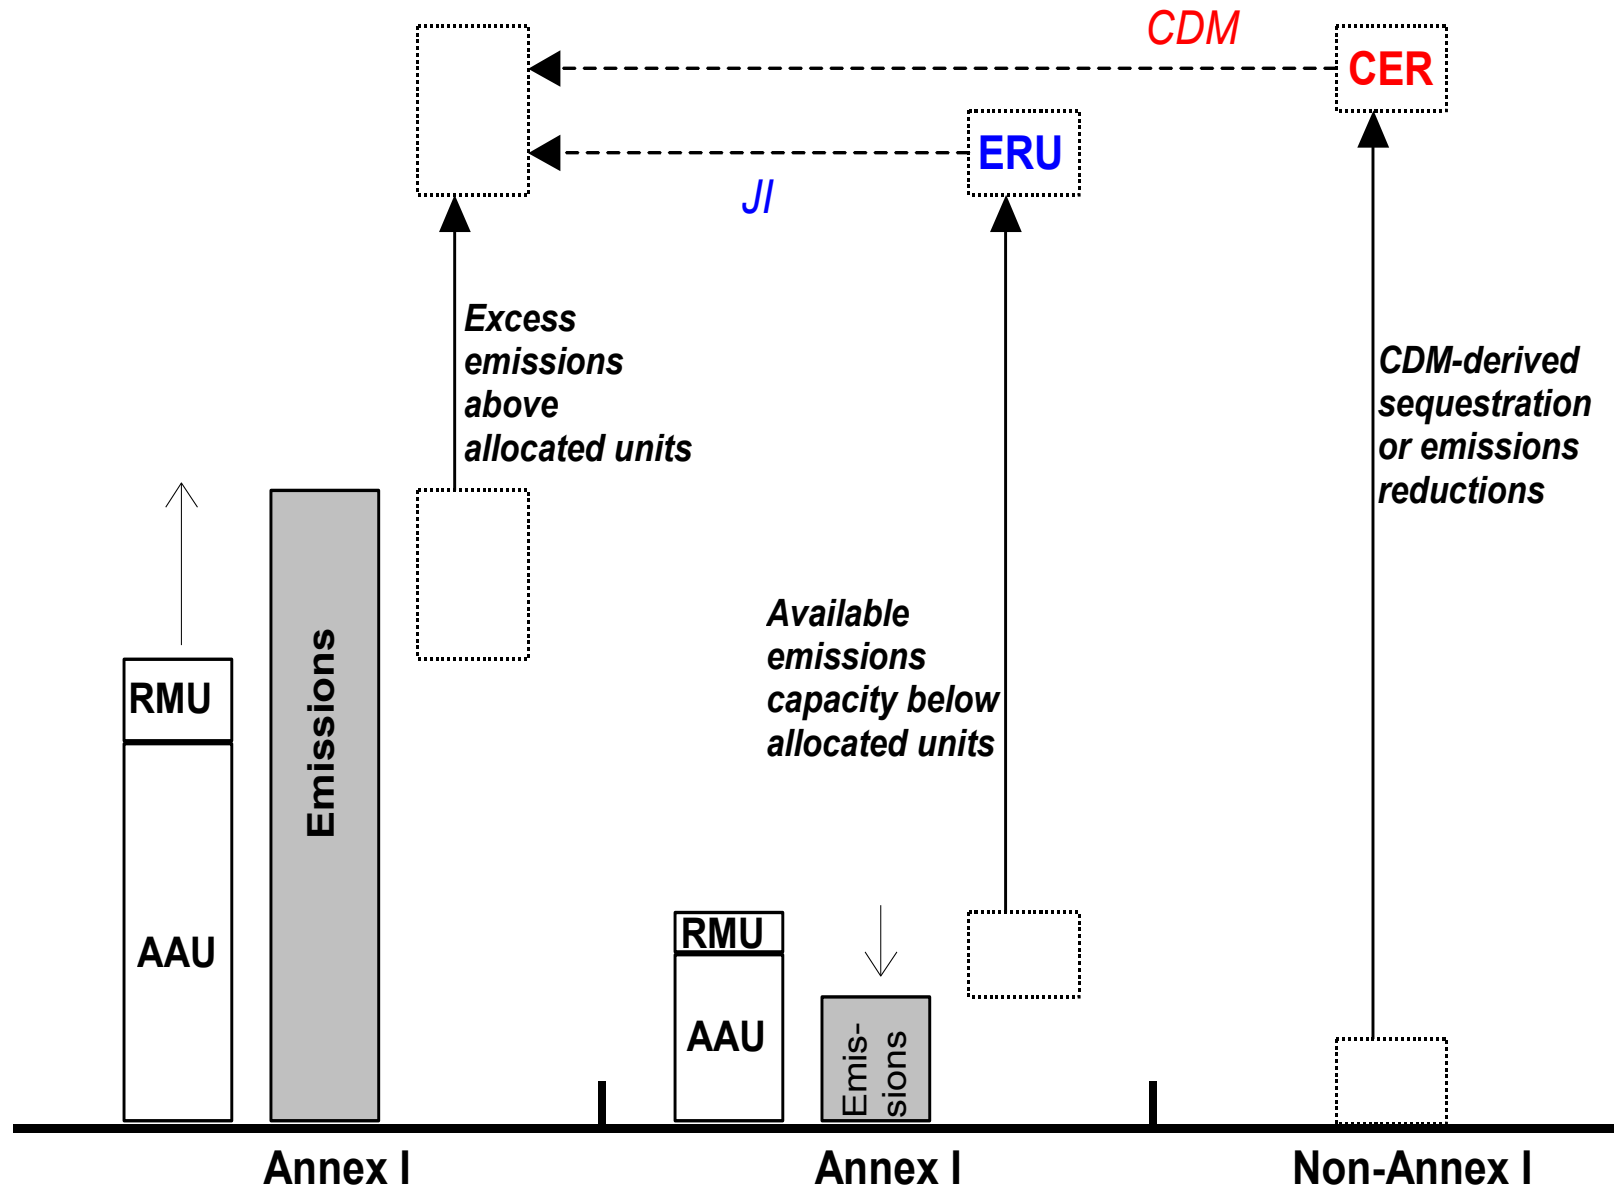 CDM
CER
ERU
JI
Excess
emissions
above
allocated units
CDM-derived
sequestration
or emissions
reductions
Available
emissions
capacity below
allocated units
RMU
AAU
Emissions
RMU
AAU
Emis-
sions
Annex I
Annex I
Non-Annex I